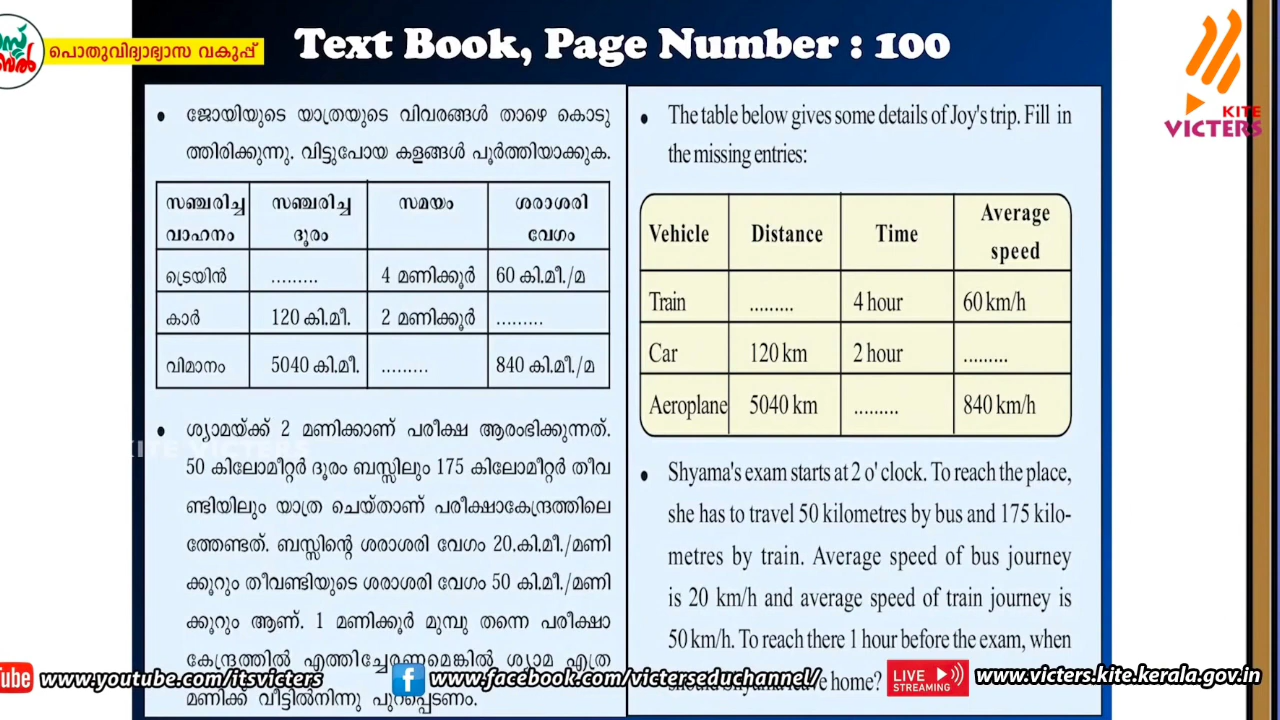 പൊതുവിദ്യാഭ്യാസ വകുപ്പ്
Text Book, Page Number : 100
KITE
VICTERS
ജോയിയുടെ യാത്രയുടെ വിവരങ്ങൾ താഴെ കൊടു
ത്തിരിക്കുന്നു. വിട്ടുപോയ കളങ്ങൾ പൂർത്തിയാക്കുക.
സഞ്ചരിച്ച വാഹനം സഞ്ചരിച്ച ദൂരം സമയം ശരാശരി വേഗം
ട്രെയിൻ ......... 4 മണിക്കൂർ 60 കി.മീ./മ
കാർ 120 കി.മീ. 2 മണിക്കൂർ .........
വിമാനം 5040 കി.മീ. ......... 840 കി.മീ./മ
ശ്യാമയ്ക്ക് 2 മണിക്കാണ് പരീക്ഷ ആരംഭിക്കുന്നത്.
50 കിലോമീറ്റർ ദൂരം ബസ്സിലും 175 കിലോമീറ്റർ തീവ
ണ്ടിയിലും യാത്ര ചെയ്താണ് പരീക്ഷാകേന്ദ്രത്തിലെ
ത്തേണ്ടത്. ബസ്സിന്റെ ശരാശരി വേഗം 20.കി.മീ./മണി
ക്കൂറും തീവണ്ടിയുടെ ശരാശരി വേഗം 50 കി.മീ./മണി
ക്കൂറും ആണ്. 1 മണിക്കൂർ മുമ്പു തന്നെ പരീക്ഷാ
കേന്ദ്രത്തിൽ എത്തിച്ചേരണമെങ്കിൽ ശ്യാമ എത്ര
മണിക്ക് വീട്ടിൽനിന്നു പുറപ്പെടണം.
KITE VICTERS
The table below gives some details of Joy's trip. Fill in
the missing entries:
Vehicle Distance Time Average speed
Train ......... 4 hour 60 km/h
Car 120 km 2 hour .........
Aeroplane 5040 km ......... 840 km/h
Shyama's exam starts at 2 o' clock. To reach the place,
she has to travel 50 kilometres by bus and 175 kilo-
metres by train. Average speed of bus journey
is 20 km/h and average speed of train journey is
50 km/h. To reach there 1 hour before the exam, when
home?
www.youtube.com/itsvicters
www.facebook.com/victerseduchannel/
LIVE
STREAMING
www.victers.kite.kerala.gov.in